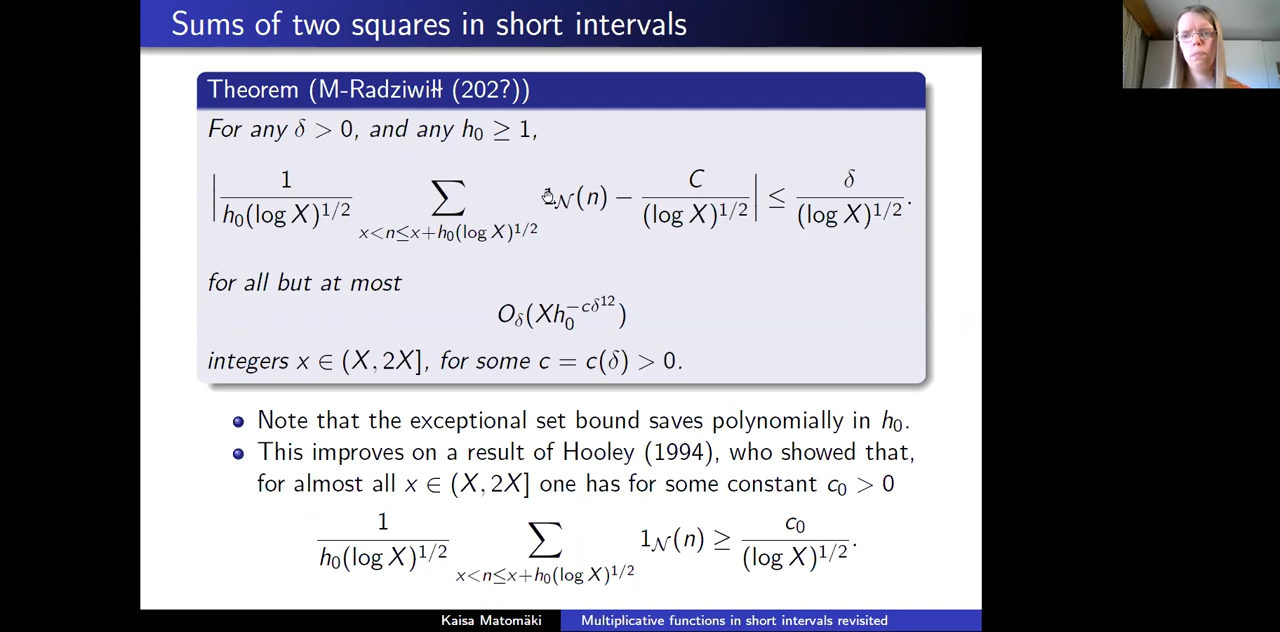 Sums of two squares in short intervals
Theorem (M-Radziwiłł (202?))
For any δ > 0, and any h₀ ≥ 1,
| 1/(h₀(log X)^{1/2}) ∑_{x<n≤x+h₀(log X)^{1/2}} 1_𝒩(n) − C/(log X)^{1/2} | ≤ δ/(log X)^{1/2}.
for all but at most
O_δ(Xh₀^{−cδ^{12}})
integers x ∈ (X, 2X], for some c = c(δ) > 0.
Note that the exceptional set bound saves polynomially in h₀.
This improves on a result of Hooley (1994), who showed that,
for almost all x ∈ (X, 2X] one has for some constant c₀ > 0
1/(h₀(log X)^{1/2}) ∑_{x<n≤x+h₀(log X)^{1/2}} 1_𝒩(n) ≥ c₀/(log X)^{1/2}.
Kaisa Matomäki Multiplicative functions in short intervals revisited